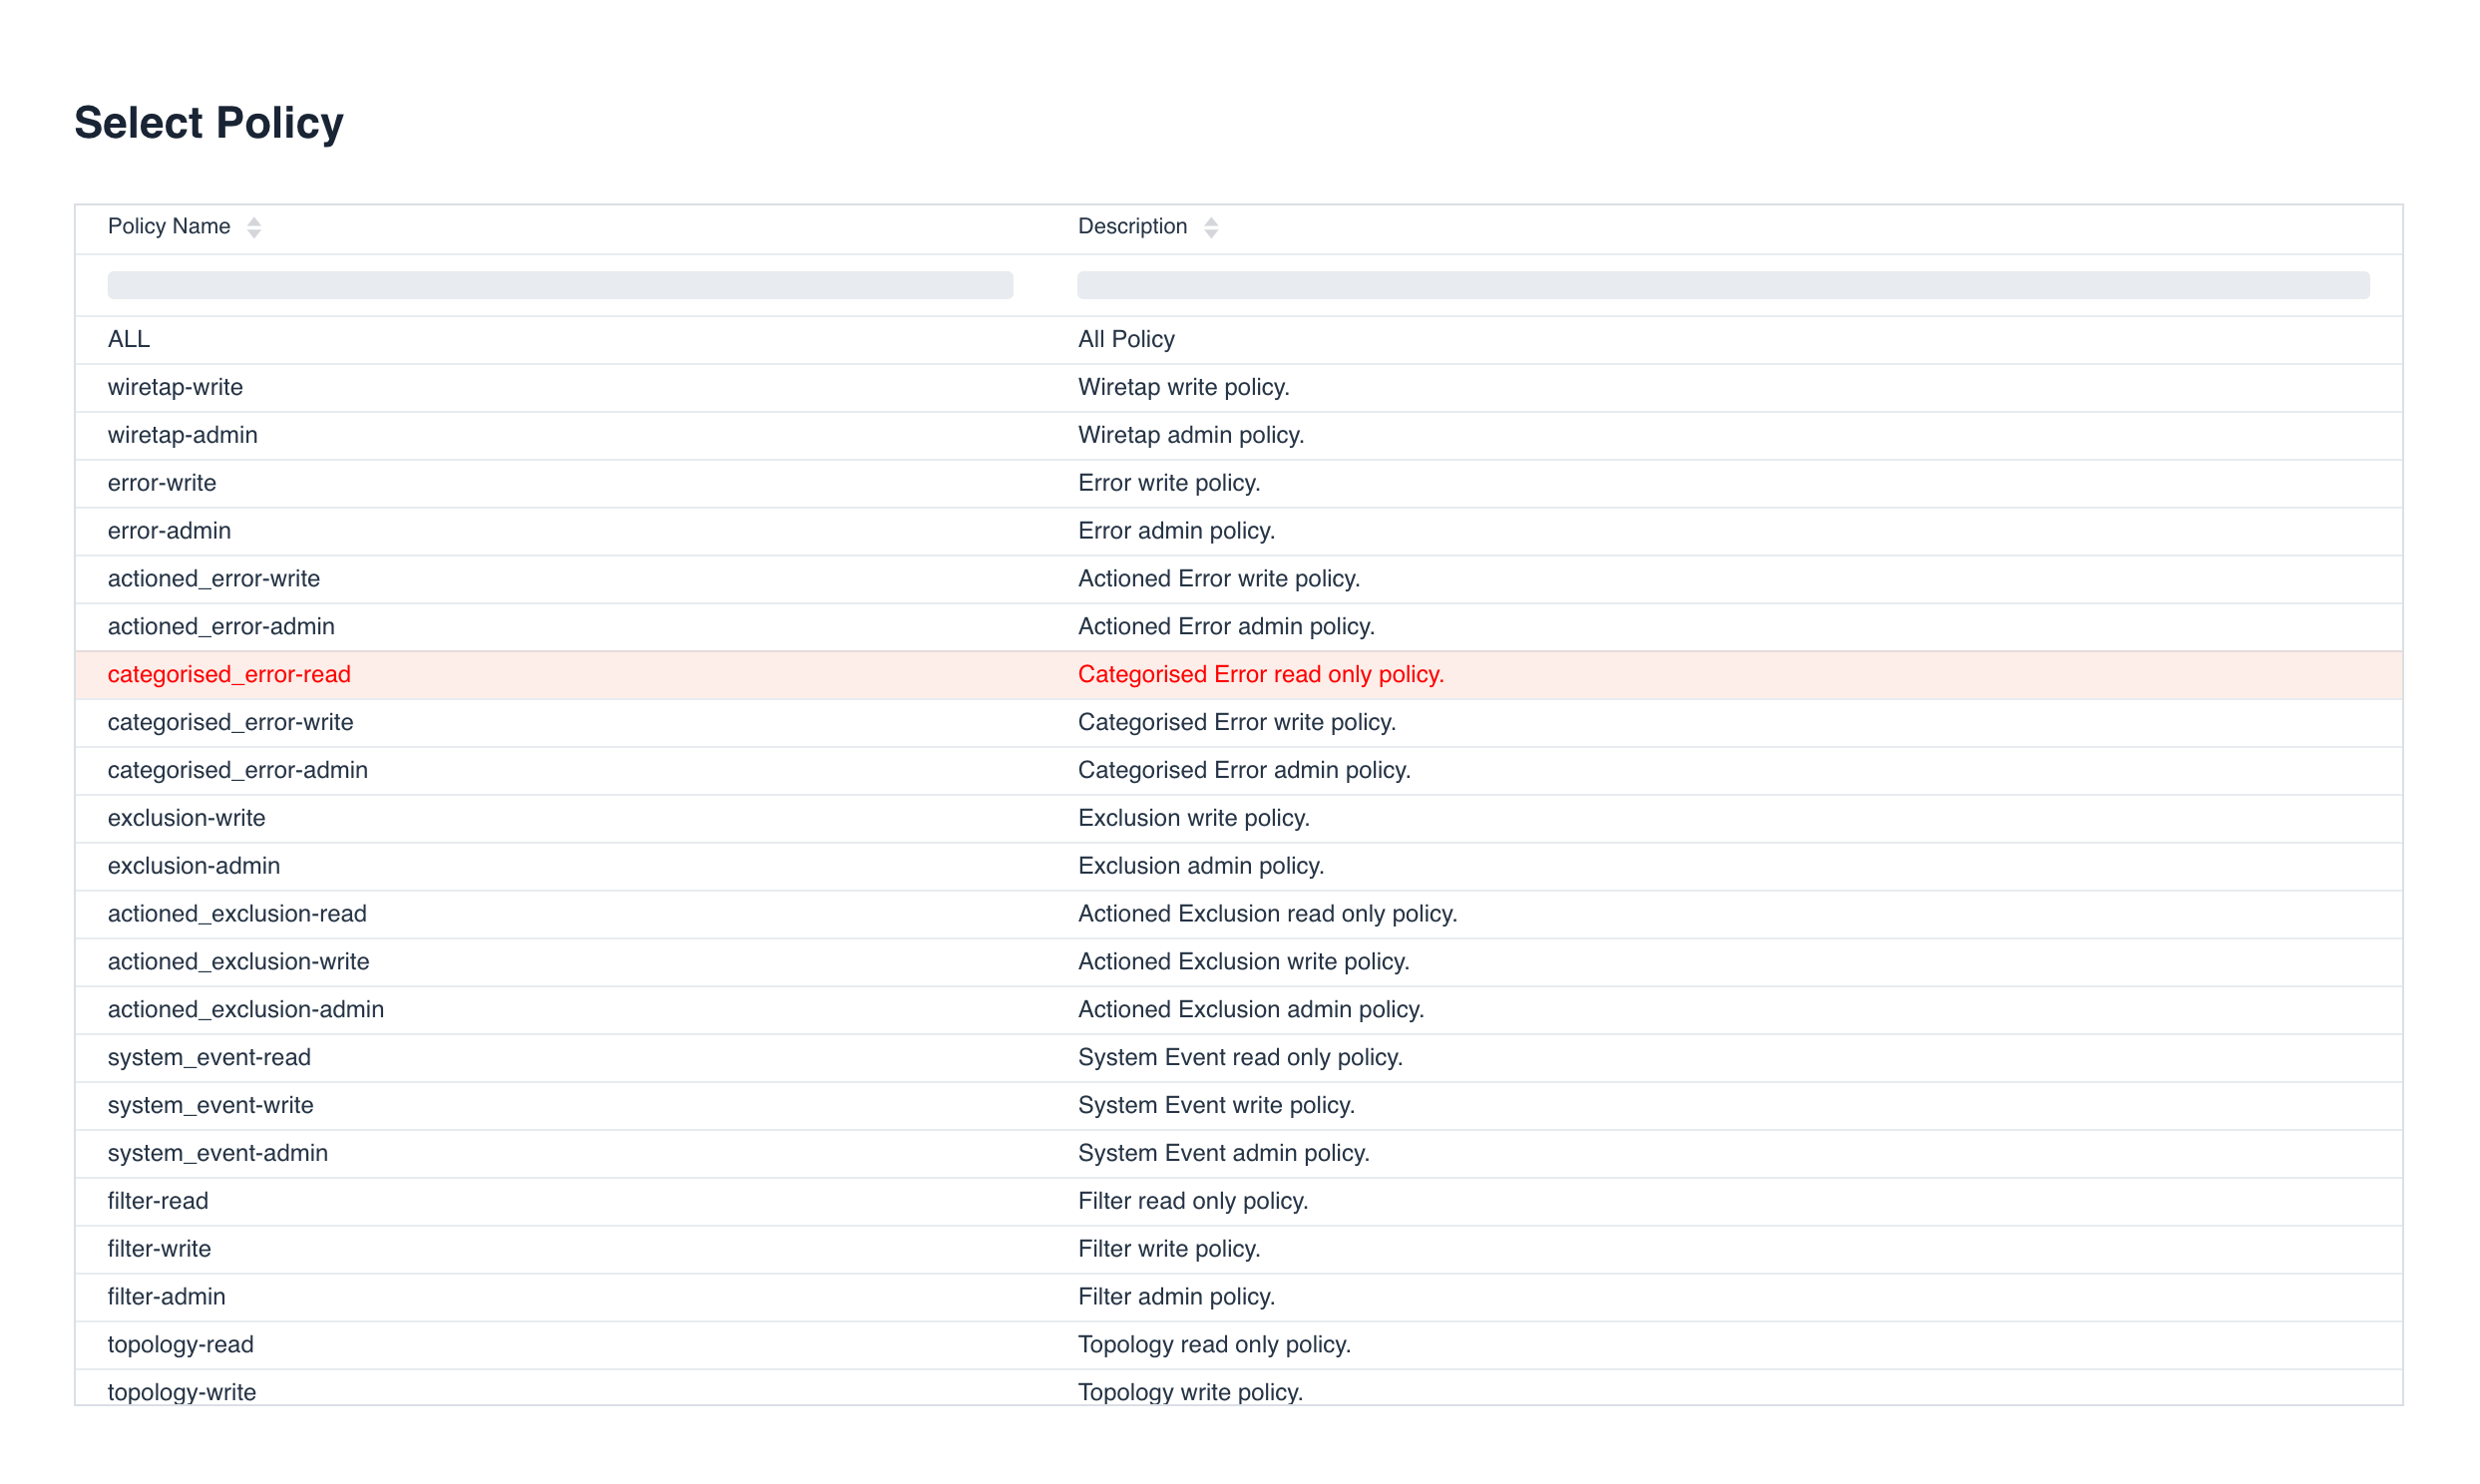 Select Policy
Policy Name Description
ALL All Policy
wiretap-write Wiretap write policy.
wiretap-admin Wiretap admin policy.
error-write Error write policy.
error-admin Error admin policy.
actioned_error-write Actioned Error write policy.
actioned_error-admin Actioned Error admin policy.
categorised_error-read Categorised Error read only policy.
categorised_error-write Categorised Error write policy.
categorised_error-admin Categorised Error admin policy.
exclusion-write Exclusion write policy.
exclusion-admin Exclusion admin policy.
actioned_exclusion-read Actioned Exclusion read only policy.
actioned_exclusion-write Actioned Exclusion write policy.
actioned_exclusion-admin Actioned Exclusion admin policy.
system_event-read System Event read only policy.
system_event-write System Event write policy.
system_event-admin System Event admin policy.
filter-read Filter read only policy.
filter-write Filter write policy.
filter-admin Filter admin policy.
topology-read Topology read only policy.
topology-write Topology write policy.